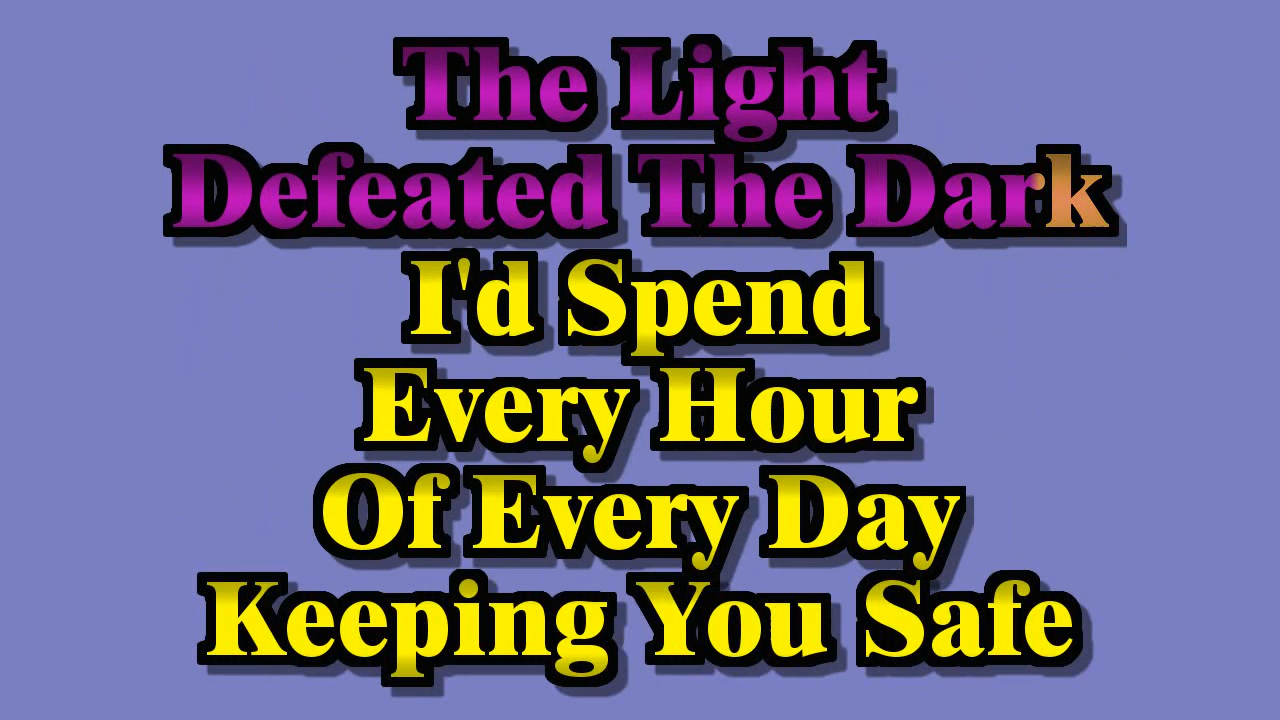 The Light
Defeated The Dark
I'd Spend
Every Hour
Of Every Day
Keeping You Safe